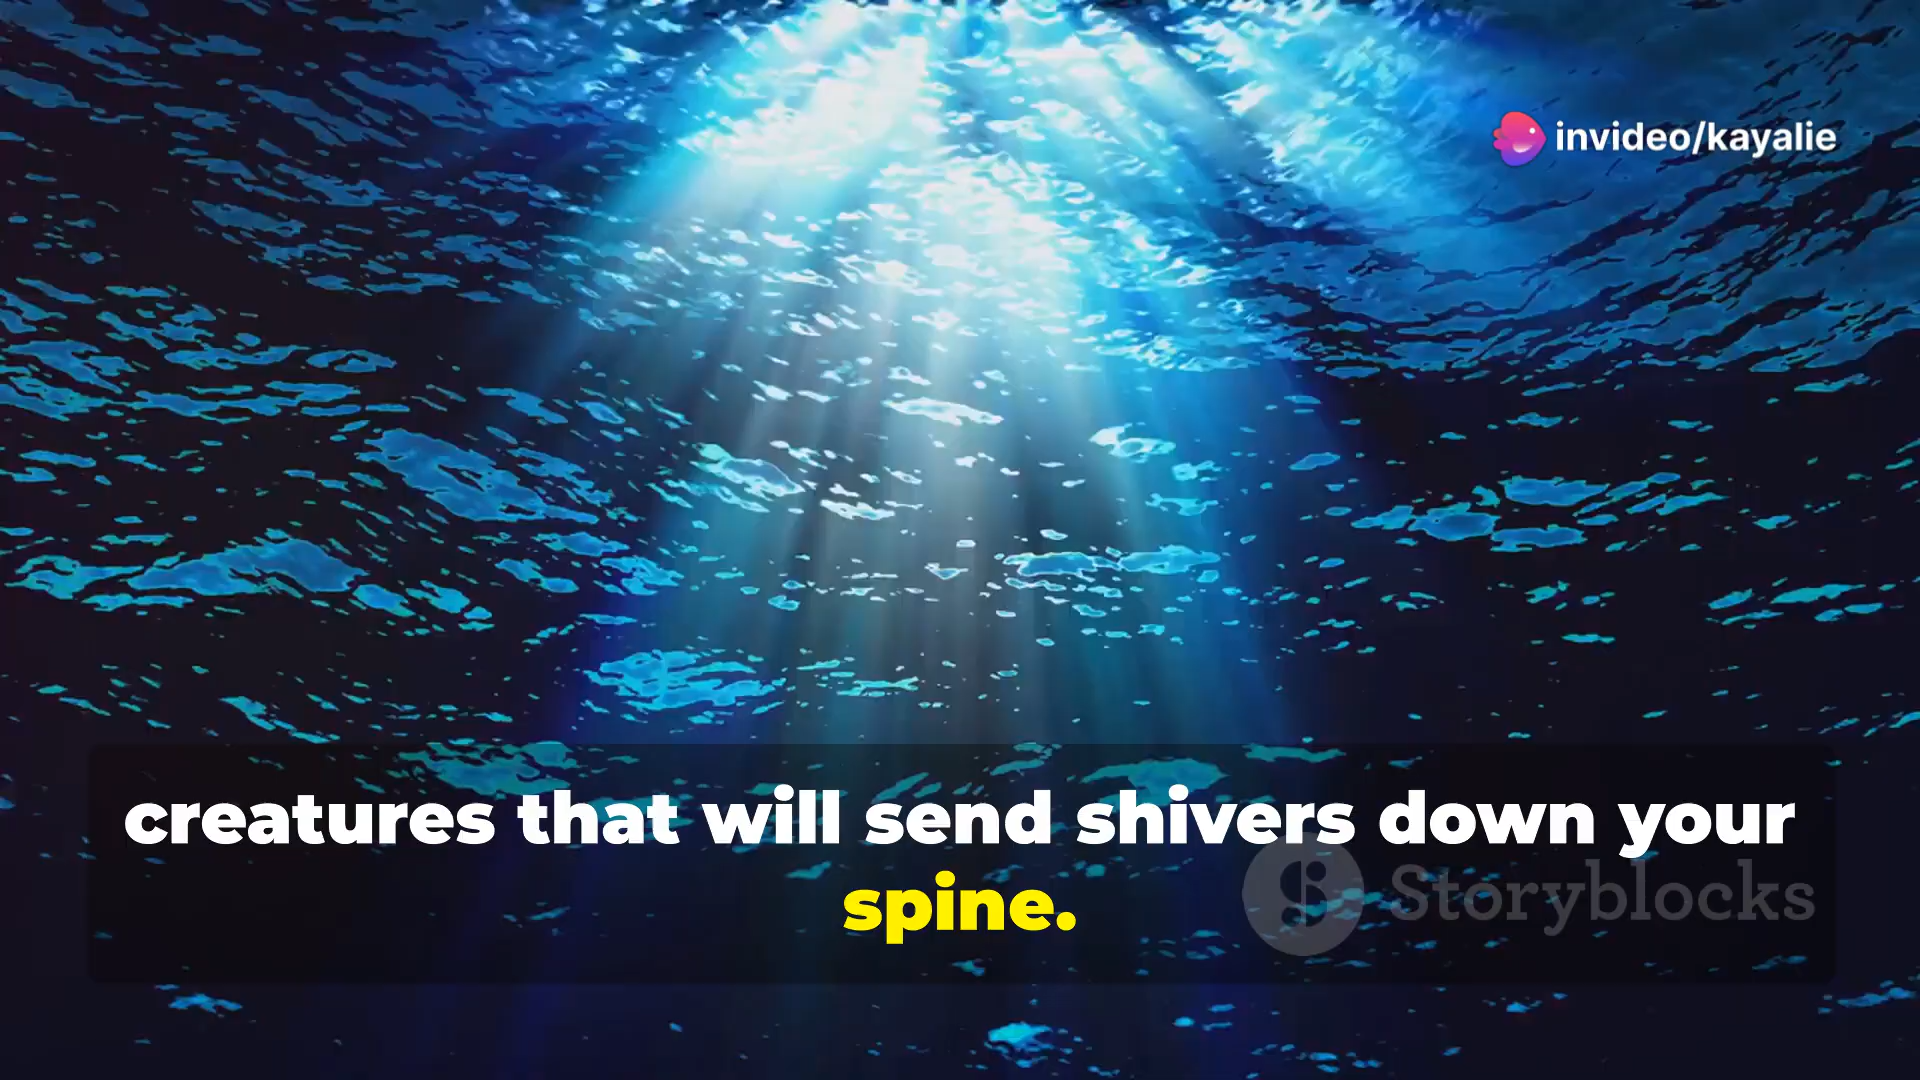 invideo/kayalie
creatures that will send shivers down your
spine.
Storyblocks